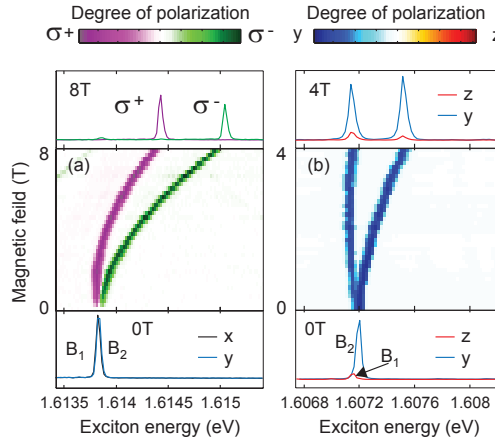 Degree of polarization Degree of polarization
σ+ σ− y z
8T
σ+ σ−
4T
z
y
8 (a) 4 (b)
Magnetic feild (T)
0 0
0T
B1 B2
x
y
0T
B2 B1
z
y
1.6135 1.614 1.6145 1.615 1.6068 1.6072 1.6076 1.608
Exciton energy (eV) Exciton energy (eV)